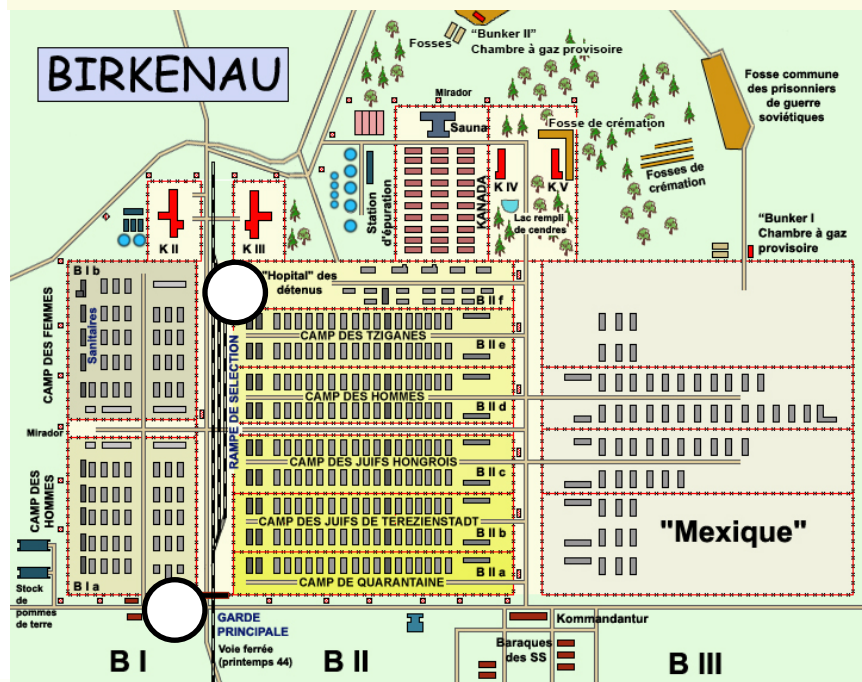 BIRKENAU
Fosses
"Bunker II"
Chambre à gaz provisoire
Fosse commune
des prisonniers
de guerre
soviétiques
Mirador
Sauna
Fosse de crémation
Fosses de
crémation
K II
K III
Station
d'épuration
KANADA
K IV
K V
Lac rempli
de cendres
"Bunker I
Chambre à gaz
provisoire
B I b
CAMP DES FEMMES
Sanitaires
"Hopital" des
détenus
B II f
CAMP DES TZIGANES
B II e
RAMPE DE SELECTION
CAMP DES HOMMES
B II d
Mirador
CAMP DES JUIFS HONGROIS
B II c
CAMP DES
HOMMES
CAMP DES JUIFS DE TEREZIENSTADT
B II b
"Mexique"
B I a
CAMP DE QUARANTAINE
B II a
Stock
de
pommes
de terre
GARDE
PRINCIPALE
Voie ferrée
(printemps 44)
Kommandantur
Baraques
des SS
B I
B II
B III